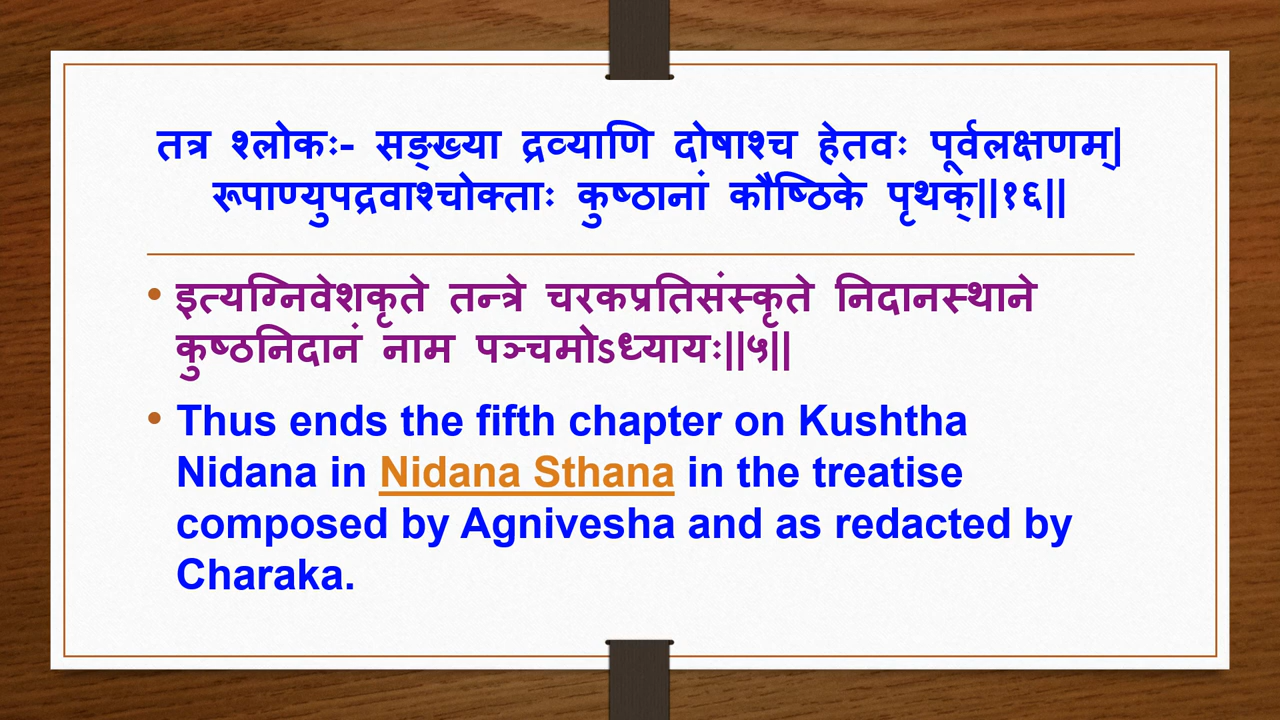 तत्र श्लोकः- सङ्ख्या द्रव्याणि दोषाश्च हेतवः पूर्वलक्षणम्|
रूपाण्युपद्रवाश्चोक्ताः कुष्ठानां कौष्ठिके पृथक्||१६||
• इत्यग्निवेशकृते तन्त्रे चरकप्रतिसंस्कृते निदानस्थाने
कुष्ठनिदानं नाम पञ्चमोऽध्यायः||५||
• Thus ends the fifth chapter on Kushtha
Nidana in Nidana Sthana in the treatise
composed by Agnivesha and as redacted by
Charaka.